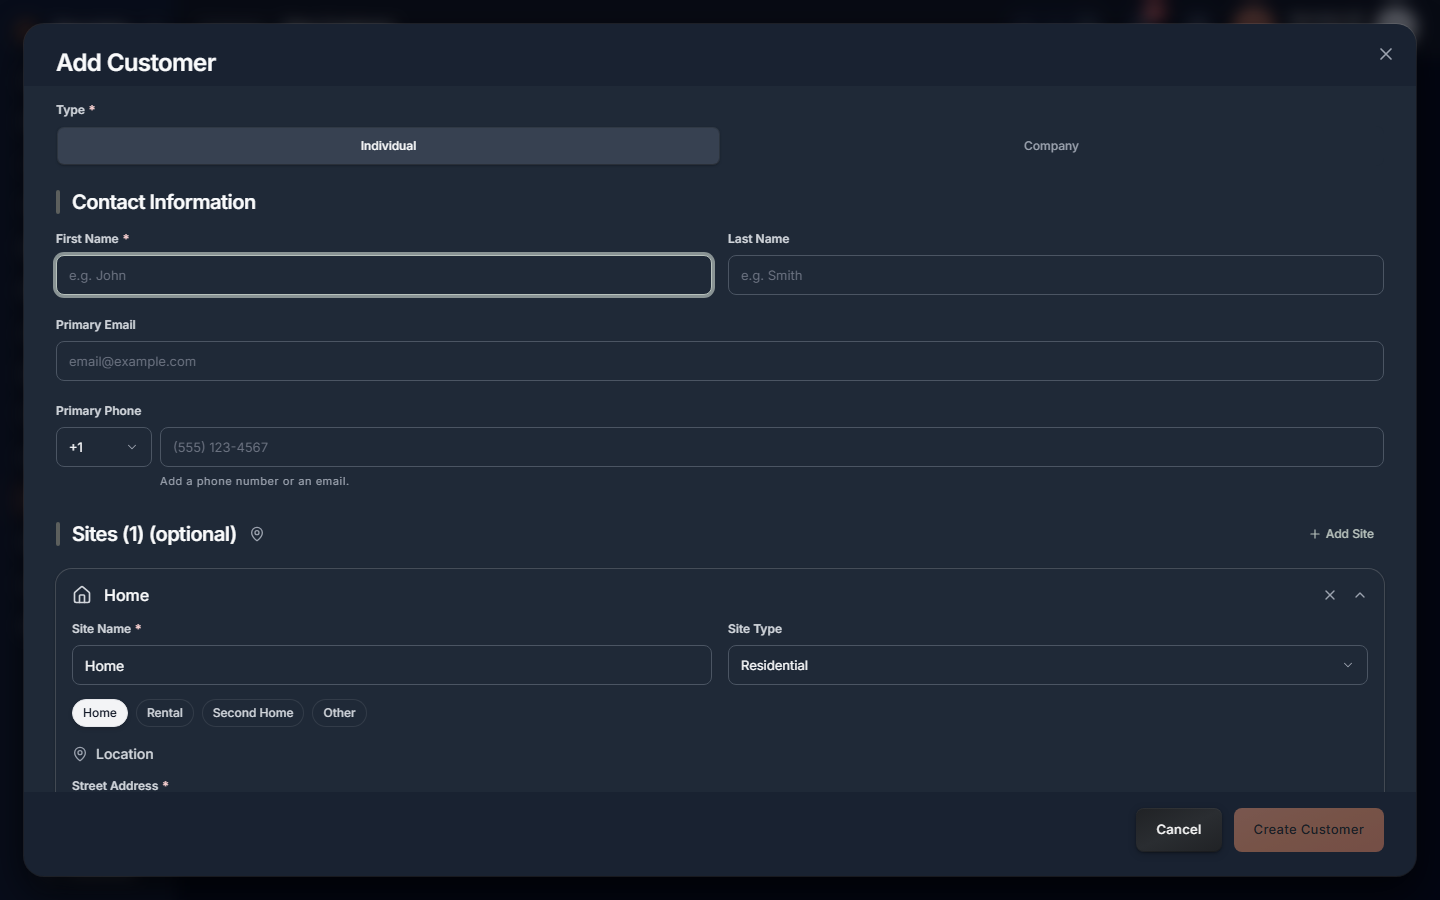 Add Customer
Type *
Individual
Company
Contact Information
First Name *
Last Name
e.g. John
e.g. Smith
Primary Email
email@example.com
Primary Phone
+1
(555) 123-4567
Add a phone number or an email.
Sites (1) (optional)
+ Add Site
Home
Site Name *
Site Type
Home
Residential
Home
Rental
Second Home
Other
Location
Street Address *
Cancel
Create Customer